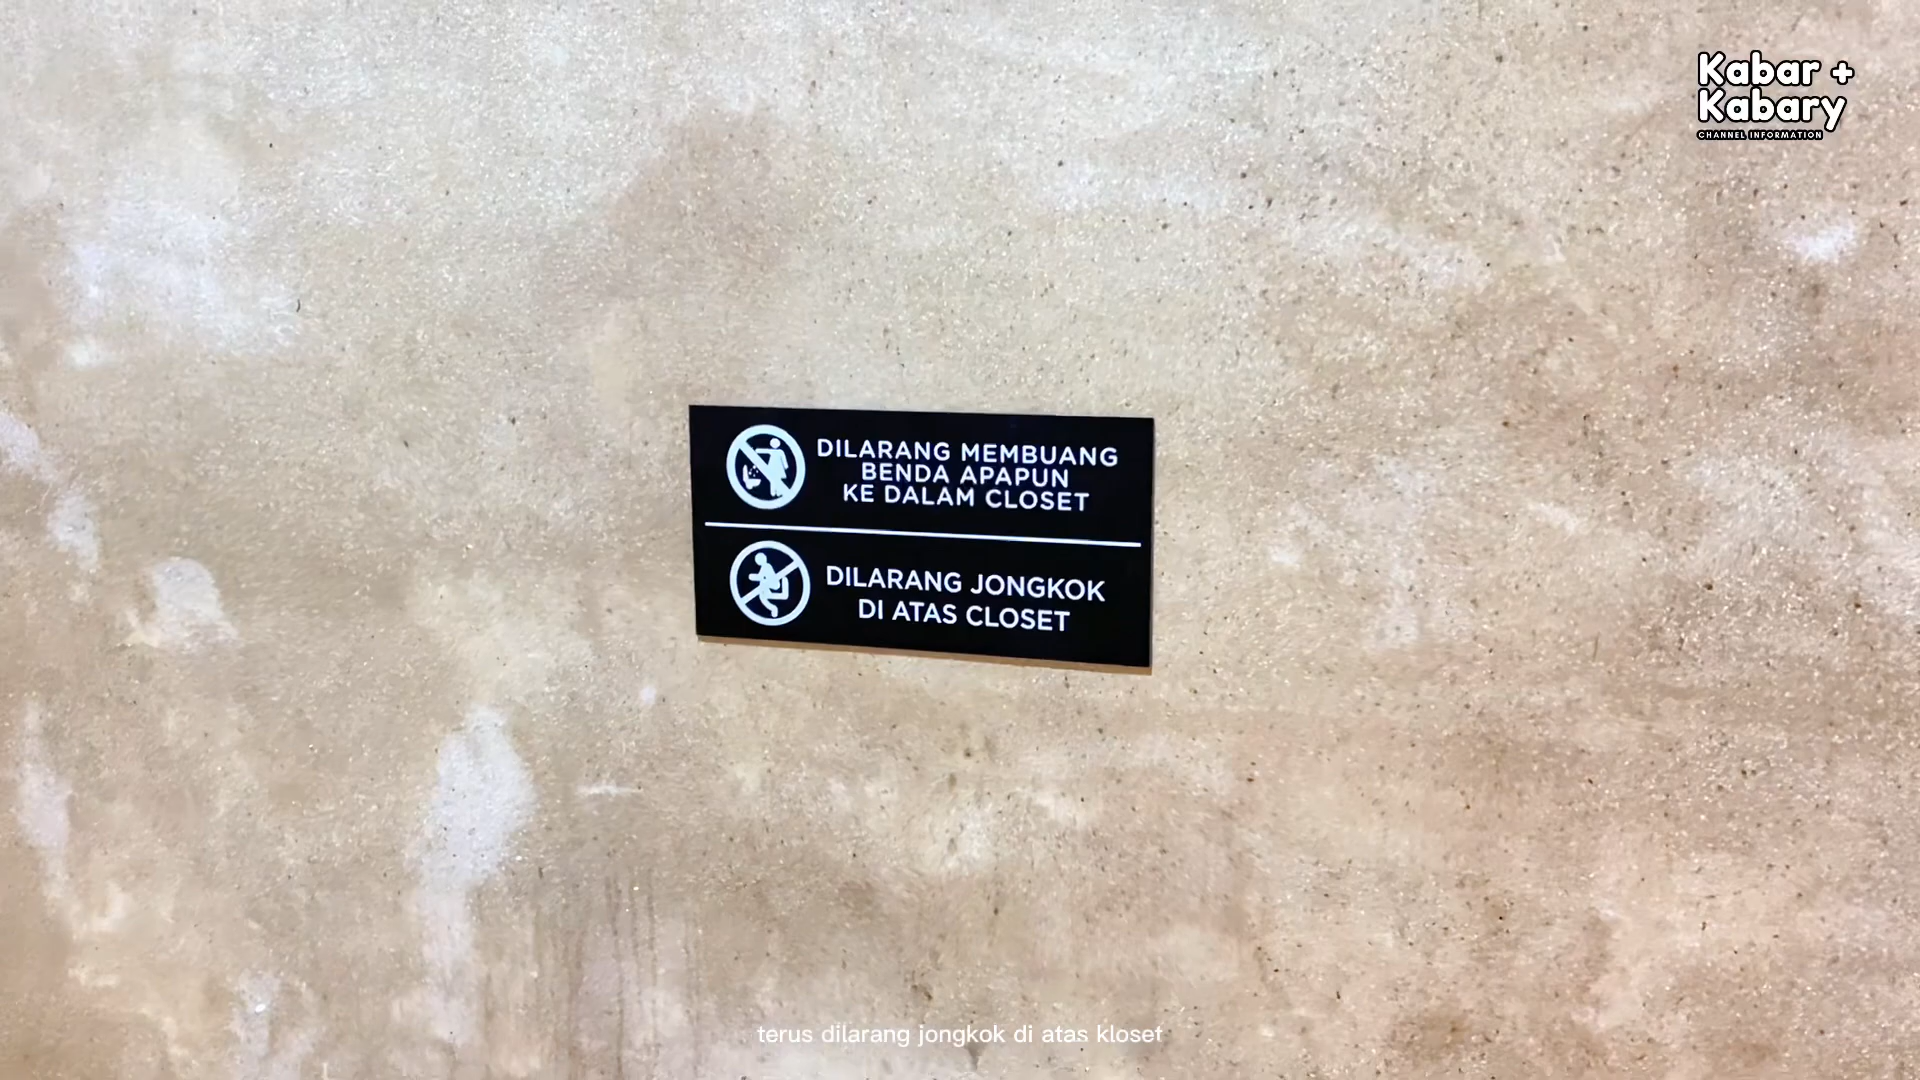 Kabar +
Kabary
CHANNEL INFORMATION
DILARANG MEMBUANG
BENDA APAPUN
KE DALAM CLOSET
DILARANG JONGKOK
DI ATAS CLOSET
terus dilarang jongkok di atas kloset